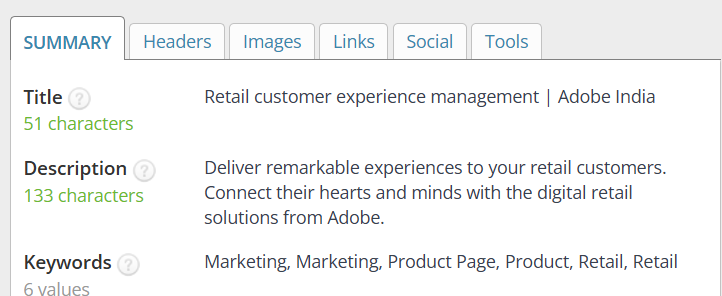 SUMMARY Headers Images Links Social Tools
Title ? Retail customer experience management | Adobe India
51 characters
Description ? Deliver remarkable experiences to your retail customers.
133 characters Connect their hearts and minds with the digital retail
solutions from Adobe.
Keywords ? Marketing, Marketing, Product Page, Product, Retail, Retail
6 values